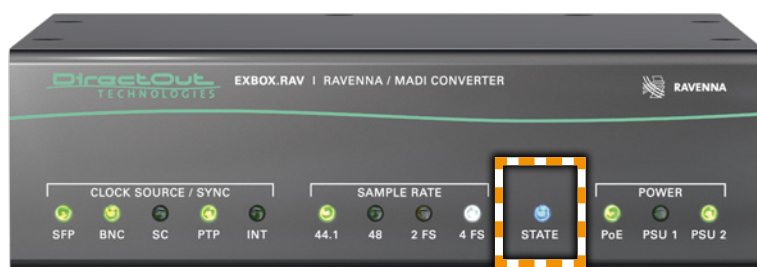 DirectOut
TECHNOLOGIES
EXBOX.RAV | RAVENNA / MADI CONVERTER
RAVENNA
CLOCK SOURCE / SYNC
SAMPLE RATE
POWER
SFP BNC SC PTP INT
44.1 48 2 FS 4 FS
STATE
PoE PSU 1 PSU 2